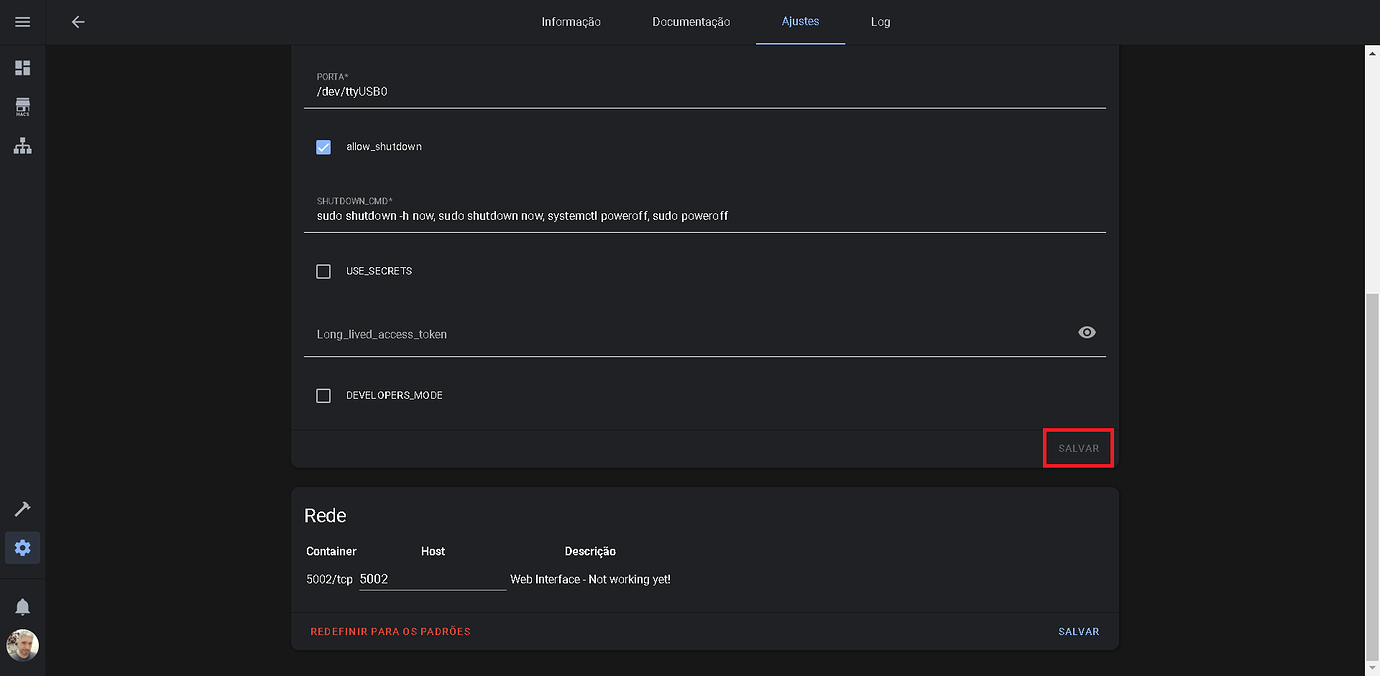 Informação
Documentação
Ajustes
Log
HACS
PORTA*
/dev/ttyUSB0
allow_shutdown
SHUTDOWN_CMD*
sudo shutdown -h now, sudo shutdown now, systemctl poweroff, sudo poweroff
USE_SECRETS
Long_lived_access_token
DEVELOPERS_MODE
SALVAR
Rede
Container Host Descrição
5002/tcp 5002 Web Interface - Not working yet!
REDEFINIR PARA OS PADRÕES
SALVAR